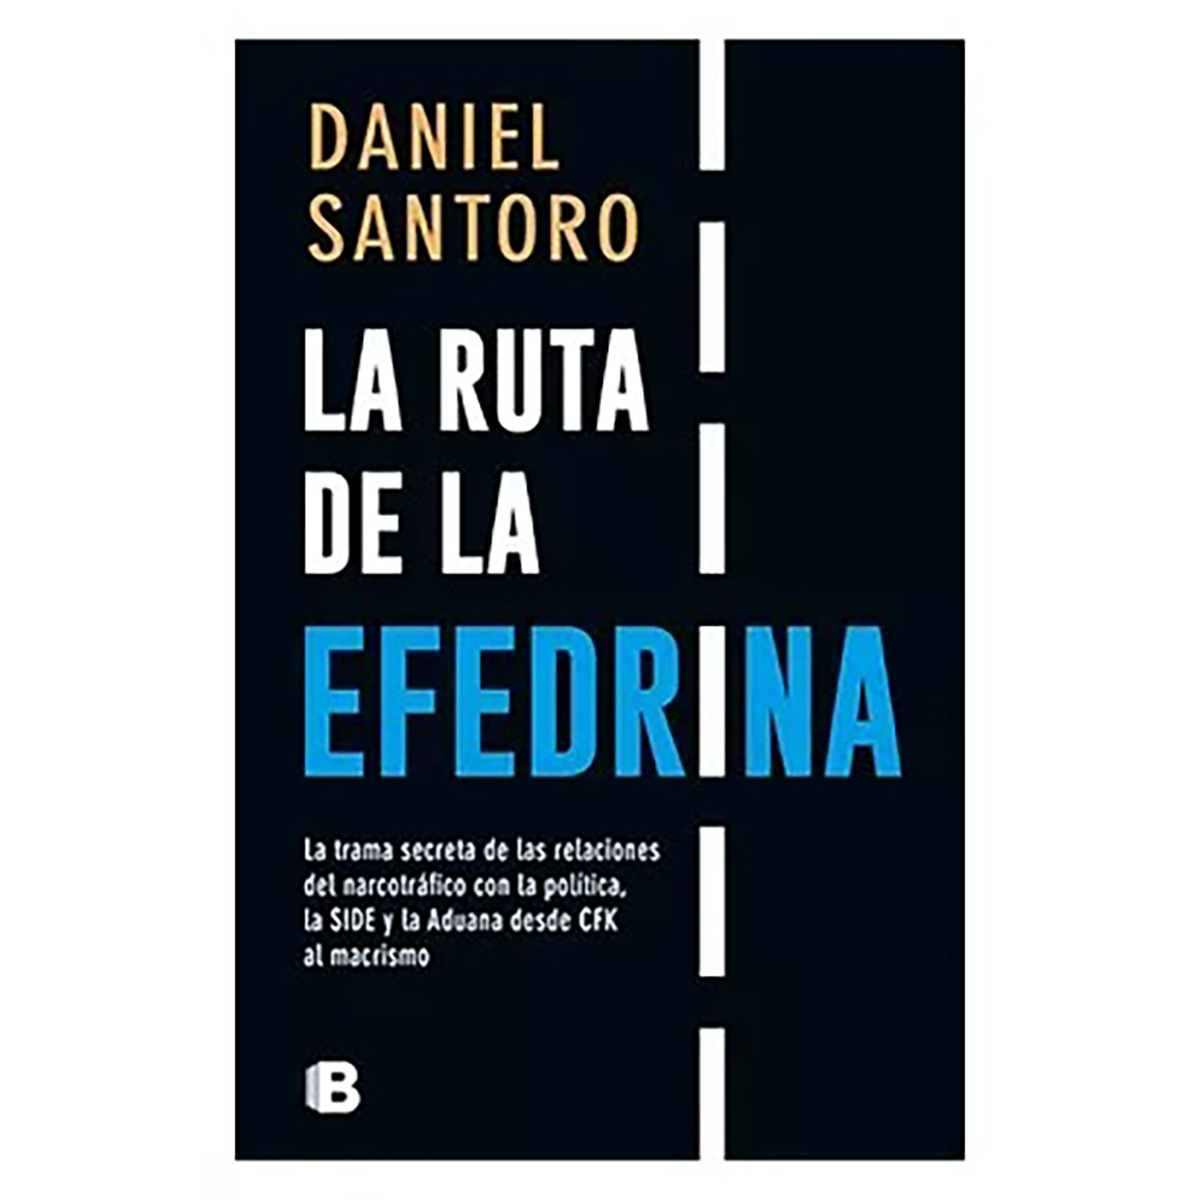 DANIEL
SANTORO
LA RUTA
DE LA
EFEDRINA
La trama secreta de las relaciones
del narcotráfico con la política,
la SIDE y la Aduana desde CFK
al macrismo
B